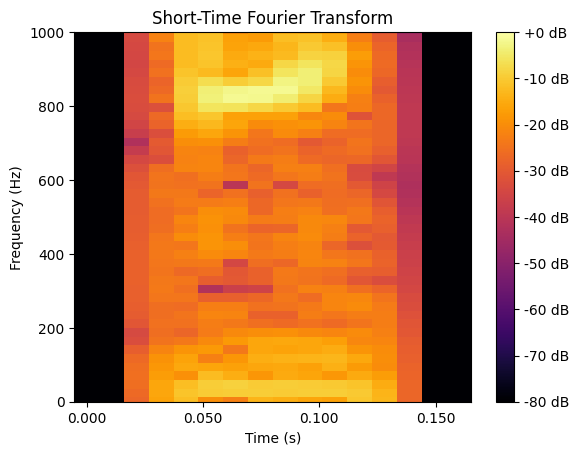 Short-Time Fourier Transform
1000
800
600
400
200
0
Frequency (Hz)
0.000
0.050
0.100
0.150
Time (s)
+0 dB
-10 dB
-20 dB
-30 dB
-40 dB
-50 dB
-60 dB
-70 dB
-80 dB